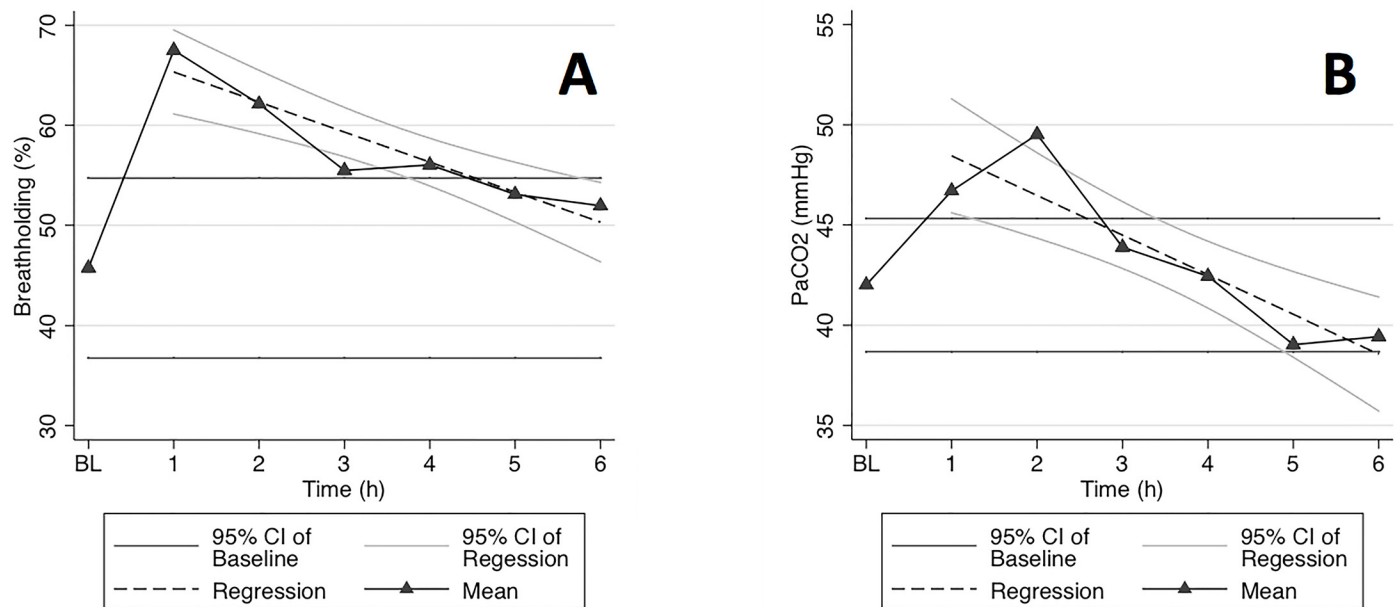 A
Breathholding (%)
70
60
50
40
30
BL 1 2 3 4 5 6
Time (h)
95% CI of Baseline
95% CI of Regession
Regression
Mean
B
PaCO2 (mmHg)
55
50
45
40
35
BL 1 2 3 4 5 6
Time (h)
95% CI of Baseline
95% CI of Regession
Regression
Mean